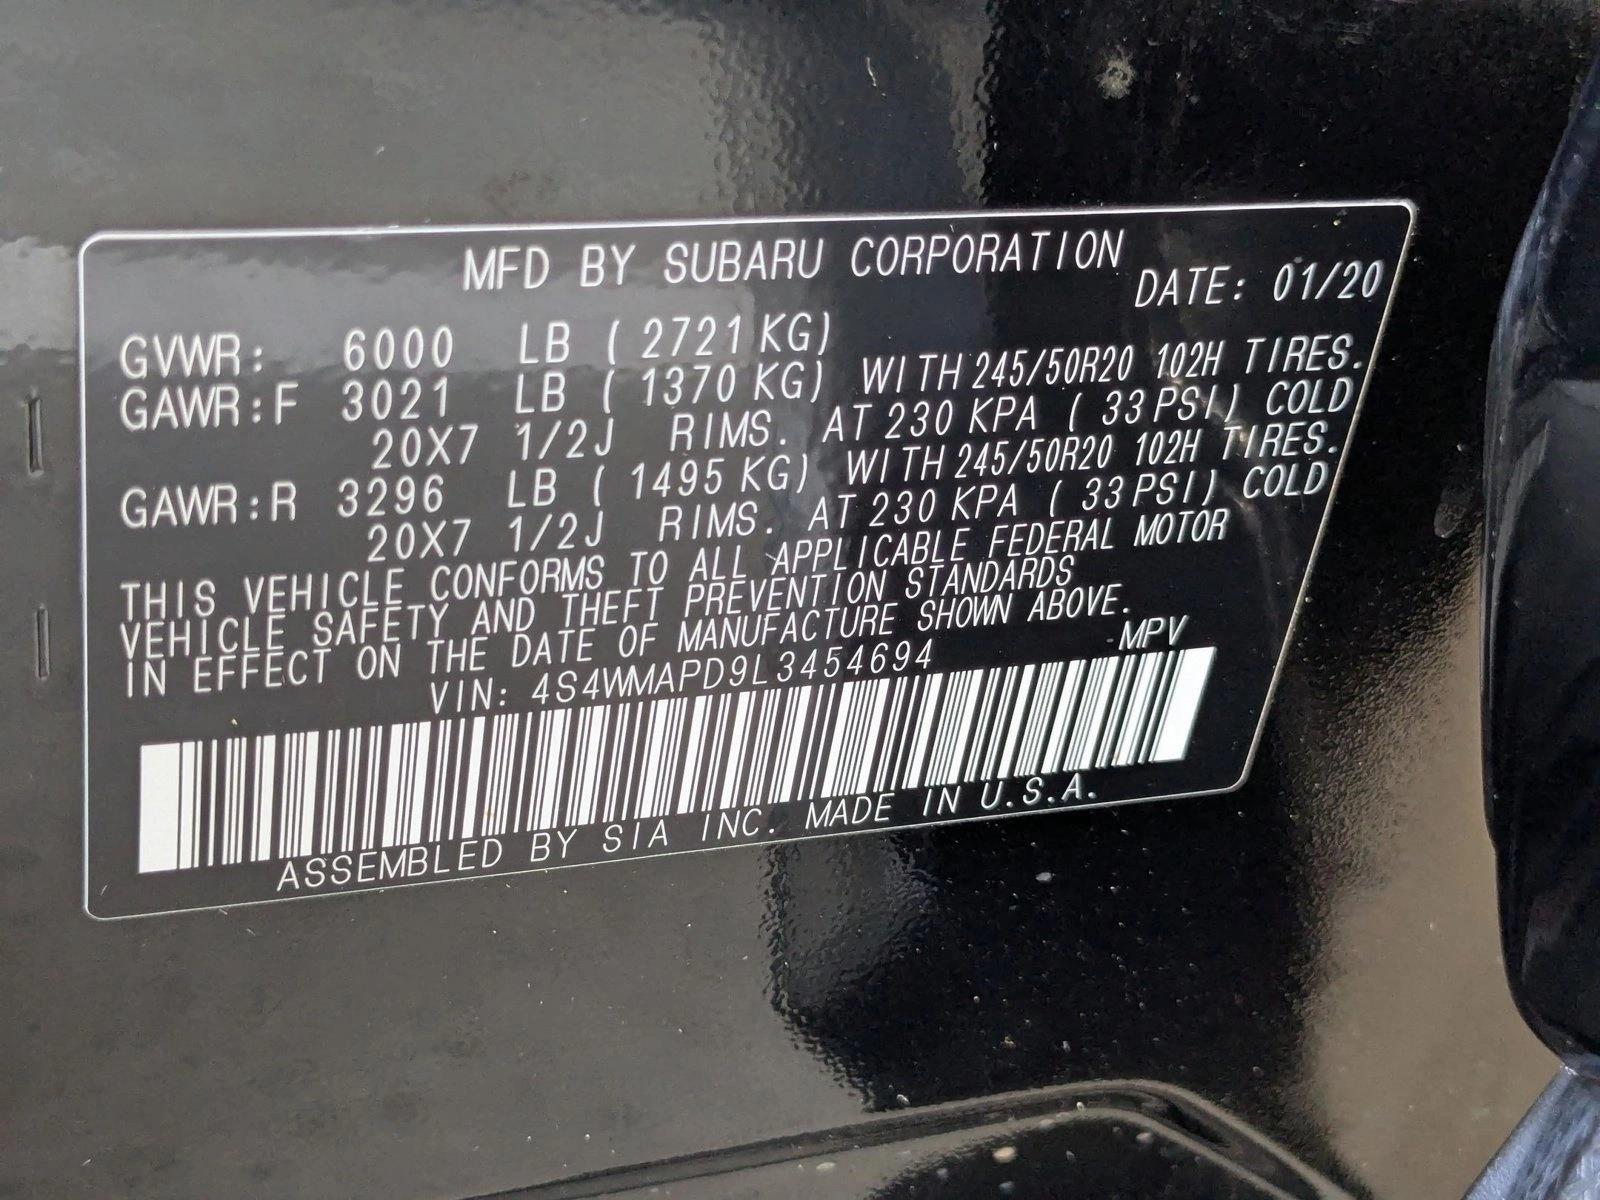 MFD BY SUBARU CORPORATION
DATE: 01/20
GVWR: 6000 LB ( 2721 KG)
GAWR:F 3021 LB ( 1370 KG) WITH 245/50R20 102H TIRES.
20X7 1/2J RIMS. AT 230 KPA ( 33 PSI) COLD
GAWR:R 3296 LB ( 1495 KG) WITH 245/50R20 102H TIRES.
20X7 1/2J RIMS. AT 230 KPA ( 33 PSI) COLD
THIS VEHICLE CONFORMS TO ALL APPLICABLE FEDERAL MOTOR
VEHICLE SAFETY AND THEFT PREVENTION STANDARDS
IN EFFECT ON THE DATE OF MANUFACTURE SHOWN ABOVE.
VIN: 4S4WMAPD9L3454694 MPV
ASSEMBLED BY SIA INC. MADE IN U.S.A.